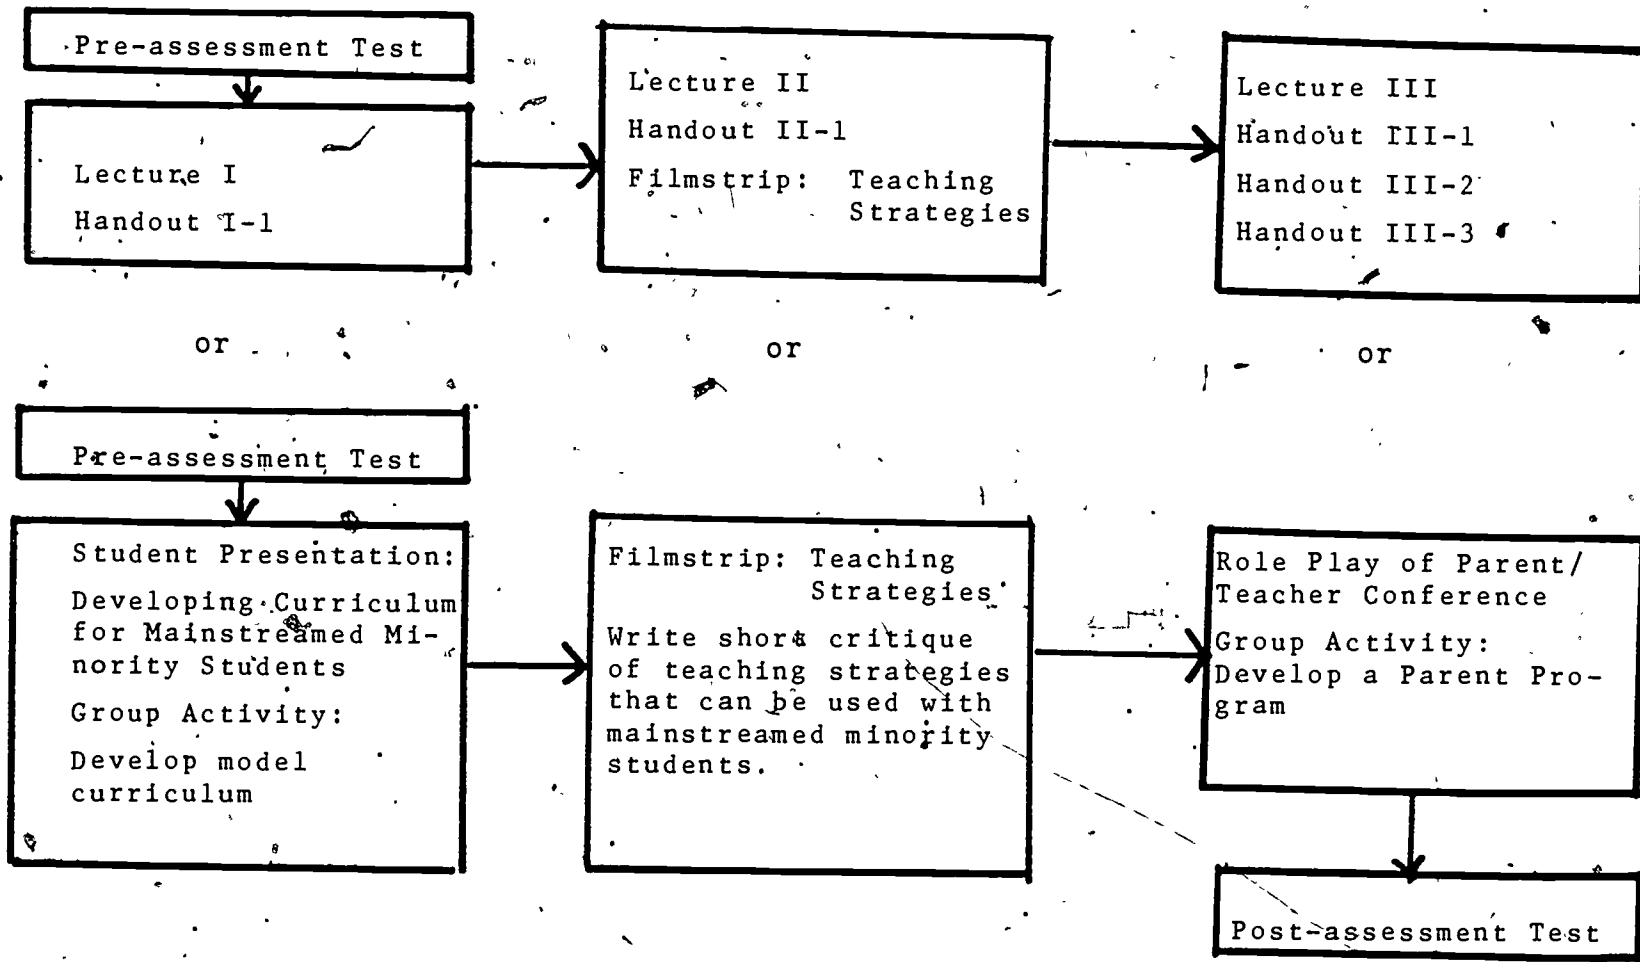 Pre-assessment Test
Lecture I
Handout I-1
Lecture II
Handout II-1
Filmstrip: Teaching
Strategies
Lecture III
Handout III-1
Handout III-2
Handout III-3
or
or
or
Pre-assessment Test
Student Presentation:
Developing Curriculum
for Mainstreamed Mi-
nority Students
Group Activity:
Develop model
curriculum
Filmstrip: Teaching
Strategies
Write short critique
of teaching strategies
that can be used with
mainstreamed minority
students.
Role Play of Parent/
Teacher Conference
Group Activity:
Develop a Parent Pro-
gram
Post-assessment Test